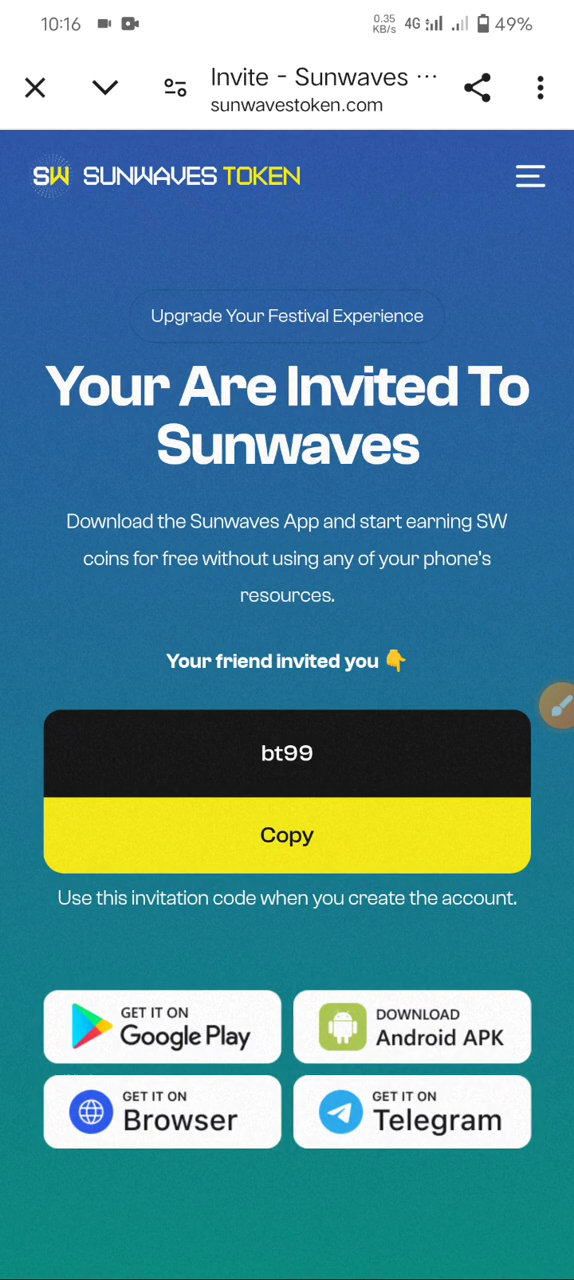 10:16
0.35
KB/s
4G
49%
Invite - Sunwaves ...
sunwavestoken.com
SW SUNWAVES TOKEN
Upgrade Your Festival Experience
Your Are Invited To
Sunwaves
Download the Sunwaves App and start earning SW
coins for free without using any of your phone's
resources.
Your friend invited you 👇
bt99
Copy
Use this invitation code when you create the account.
GET IT ON
Google Play
DOWNLOAD
Android APK
GET IT ON
Browser
GET IT ON
Telegram